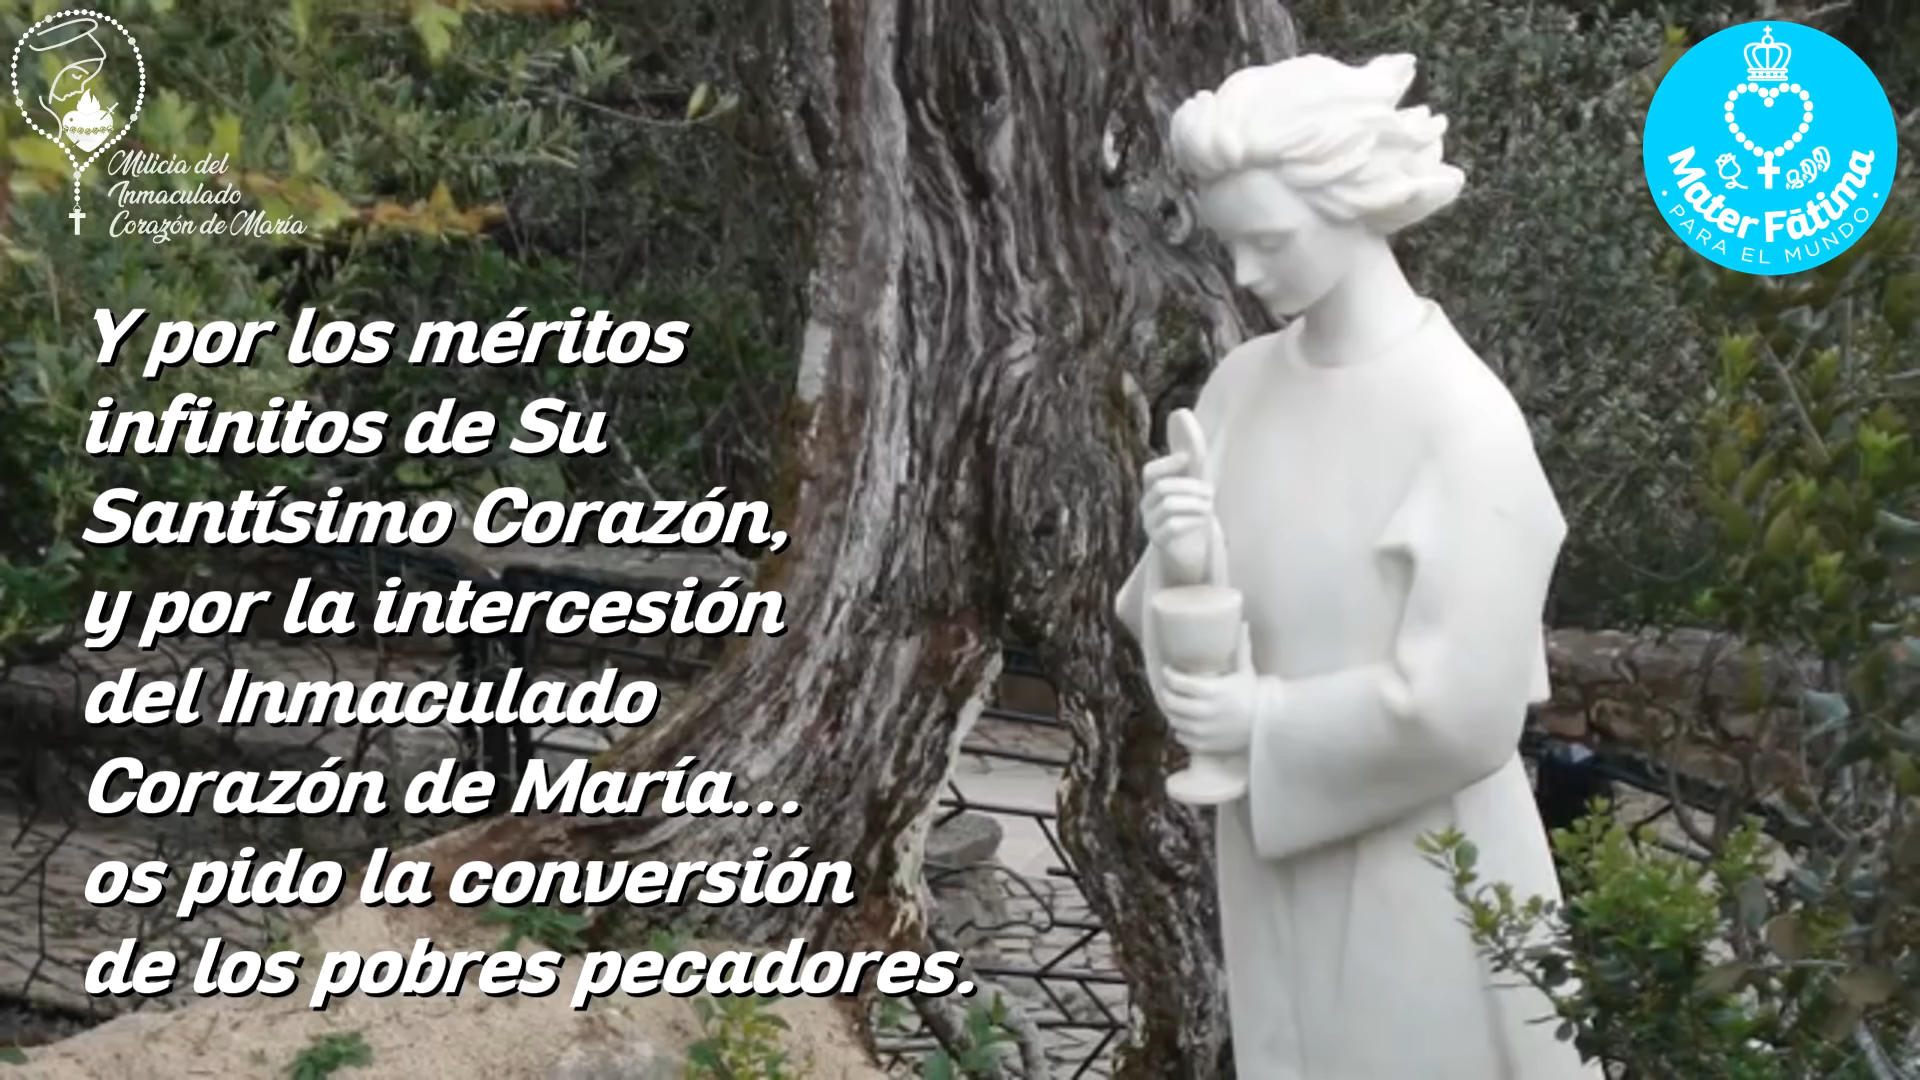 Milicia del
Inmaculado
Corazón de María
Mater Fátima
· PARA EL MUNDO ·
Y por los méritos
infinitos de Su
Santísimo Corazón,
y por la intercesión
del Inmaculado
Corazón de María...
os pido la conversión
de los pobres pecadores.